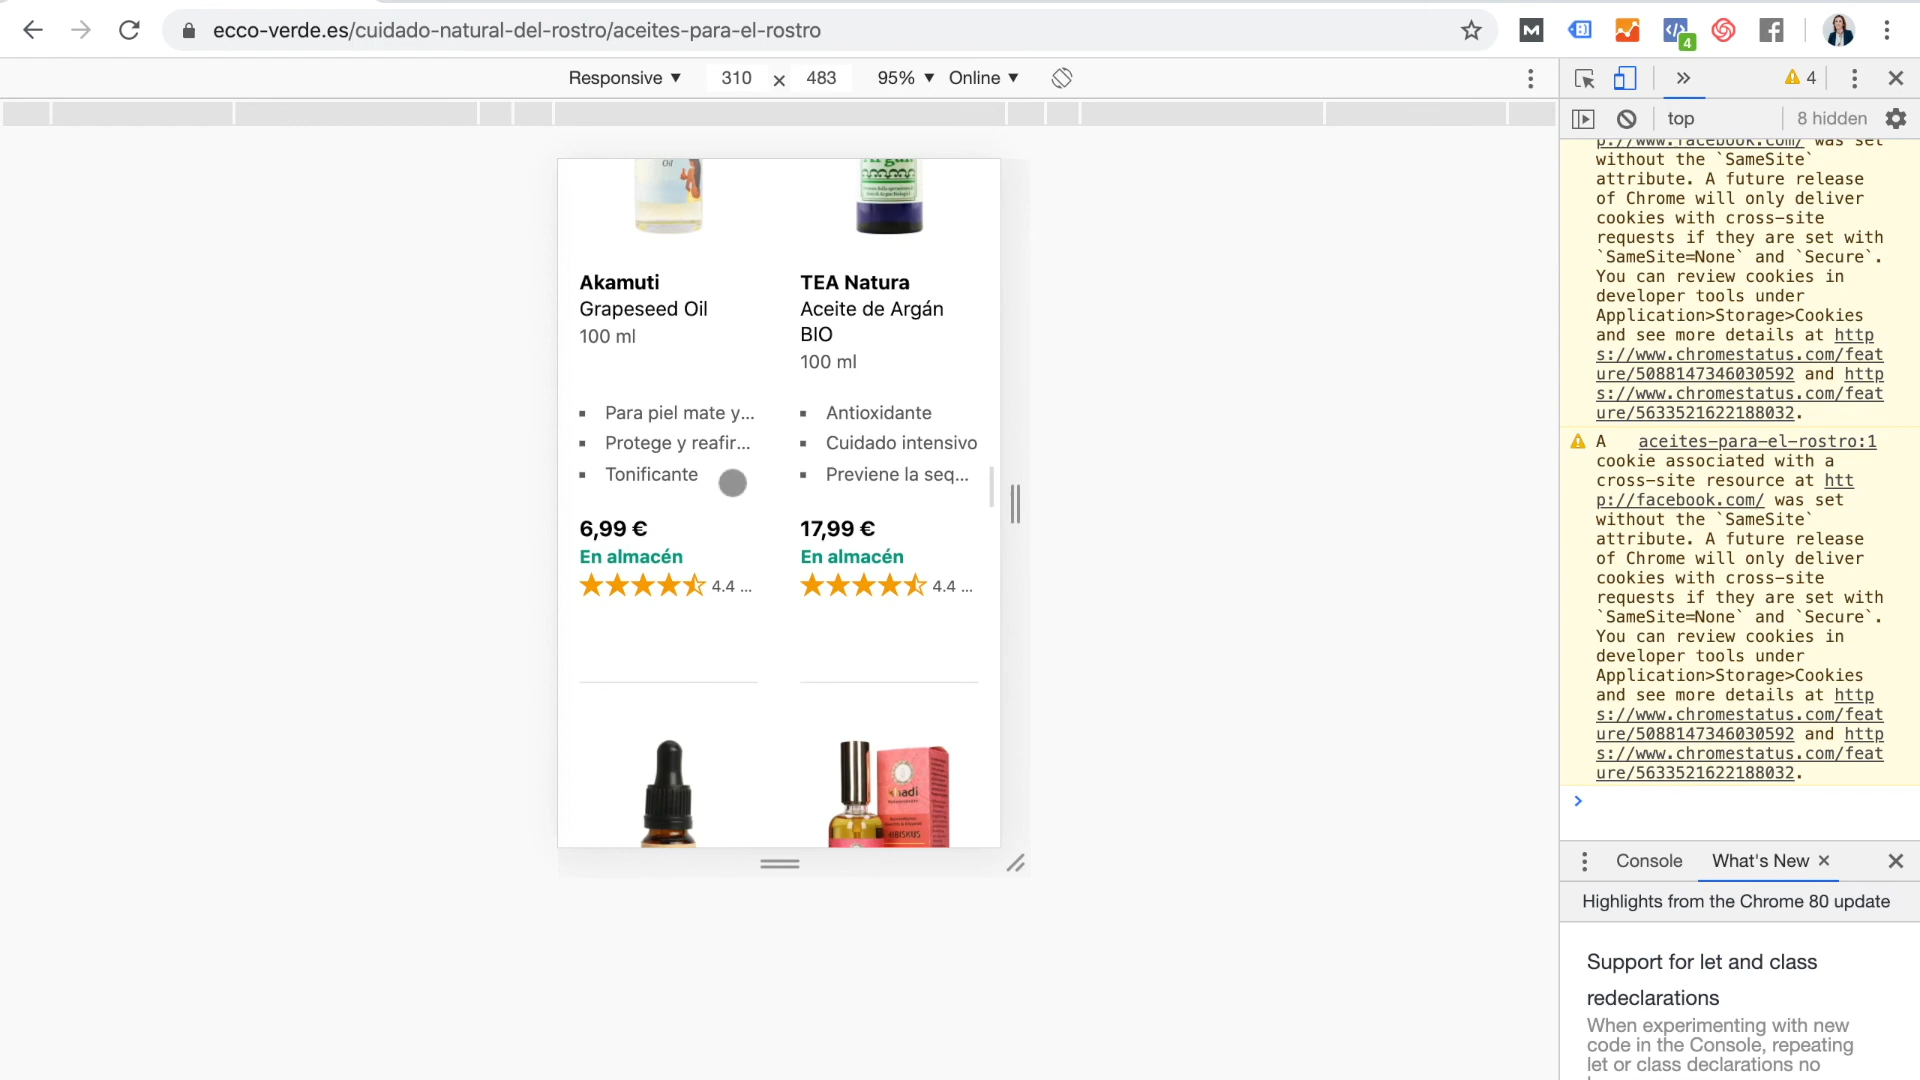 ecco-verde.es/cuidado-natural-del-rostro/aceites-para-el-rostro
4
Responsive ▼ 310 × 483 95% ▼ Online ▼
4
top 8 hidden
Oil
Argan
Akamuti
Grapeseed Oil
100 ml
Para piel mate y...
Protege y reafir...
Tonificante
6,99 €
En almacén
4.4 ...
TEA Natura
Aceite de Argán
BIO
100 ml
Antioxidante
Cuidado intensivo
Previene la seq...
17,99 €
En almacén
4.4 ...
khadi
HIBISKUS
p://www.facebook.com/ was set
without the `SameSite`
attribute. A future release
of Chrome will only deliver
cookies with cross-site
requests if they are set with
`SameSite=None` and `Secure`.
You can review cookies in
developer tools under
Application>Storage>Cookies
and see more details at http
s://www.chromestatus.com/feat
ure/5088147346030592 and http
s://www.chromestatus.com/feat
ure/5633521622188032.
A aceites-para-el-rostro:1
cookie associated with a
cross-site resource at htt
p://facebook.com/ was set
without the `SameSite`
attribute. A future release
of Chrome will only deliver
cookies with cross-site
requests if they are set with
`SameSite=None` and `Secure`.
You can review cookies in
developer tools under
Application>Storage>Cookies
and see more details at http
s://www.chromestatus.com/feat
ure/5088147346030592 and http
s://www.chromestatus.com/feat
ure/5633521622188032.
Console What's New ×
Highlights from the Chrome 80 update
Support for let and class
redeclarations
When experimenting with new
code in the Console, repeating
let or class declarations no